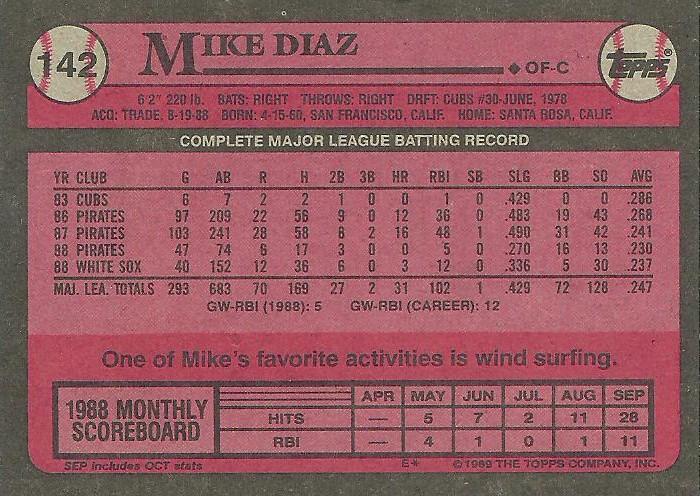 142
MIKE DIAZ
◆ OF-C
TOPPS®
6'2" 220 lb. BATS: RIGHT THROWS: RIGHT DRFT: CUBS #30-JUNE, 1978
ACQ: TRADE, 8-19-88 BORN: 4-15-60, SAN FRANCISCO, CALIF. HOME: SANTA ROSA, CALIF.
COMPLETE MAJOR LEAGUE BATTING RECORD
YR CLUB G AB R H 2B 3B HR RBI SB SLG BB SO AVG
83 CUBS 6 7 2 2 1 0 0 1 0 .429 0 0 .286
86 PIRATES 97 209 22 56 9 0 12 36 0 .483 19 43 .268
87 PIRATES 103 241 28 58 8 2 16 48 1 .490 31 42 .241
88 PIRATES 47 74 6 17 3 0 0 5 0 .270 16 13 .230
88 WHITE SOX 40 152 12 36 6 0 3 12 0 .336 5 30 .237
MAJ. LEA. TOTALS 293 683 70 169 27 2 31 102 1 .429 72 128 .247
GW-RBI (1988): 5 GW-RBI (CAREER): 12
One of Mike's favorite activities is wind surfing.
1988 MONTHLY SCOREBOARD
APR MAY JUN JUL AUG SEP
HITS — 5 7 2 11 28
RBI — 4 1 0 1 11
SEP includes OCT stats E* © 1989 THE TOPPS COMPANY, INC.